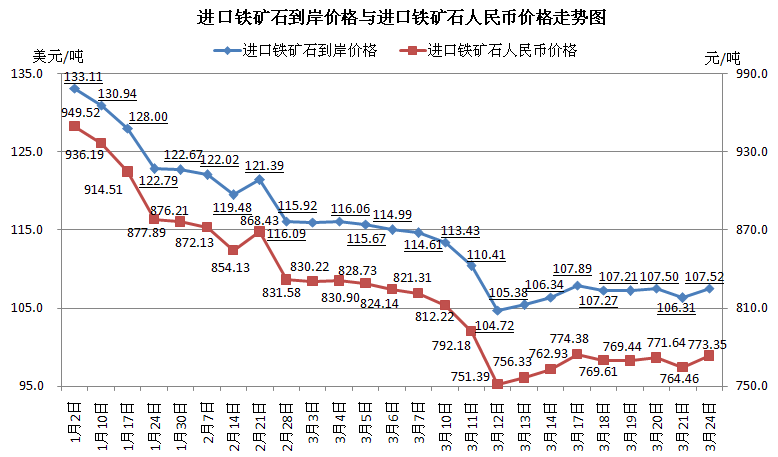 进口铁矿石到岸价格与进口铁矿石人民币价格走势图
美元/吨
进口铁矿石到岸价格
进口铁矿石人民币价格
元/吨
135.0
125.0
115.0
105.0
95.0
990.0
930.0
870.0
810.0
750.0
133.11
130.94
128.00
122.79
122.67
122.02
119.48
121.39
116.09
115.92
116.06
115.67
114.99
114.61
113.43
110.41
104.72
105.38
106.34
107.89
107.27
107.21
107.50
106.31
107.52
949.52
936.19
914.51
877.89
876.21
872.13
854.13
868.43
831.58
830.22
830.90
828.73
824.14
821.31
812.22
792.18
751.39
756.33
762.93
774.38
769.61
769.44
771.64
764.46
773.35
1月2日
1月10日
1月17日
1月24日
1月30日
2月7日
2月14日
2月21日
2月28日
3月3日
3月4日
3月5日
3月6日
3月7日
3月10日
3月11日
3月12日
3月13日
3月14日
3月17日
3月18日
3月19日
3月20日
3月21日
3月24日